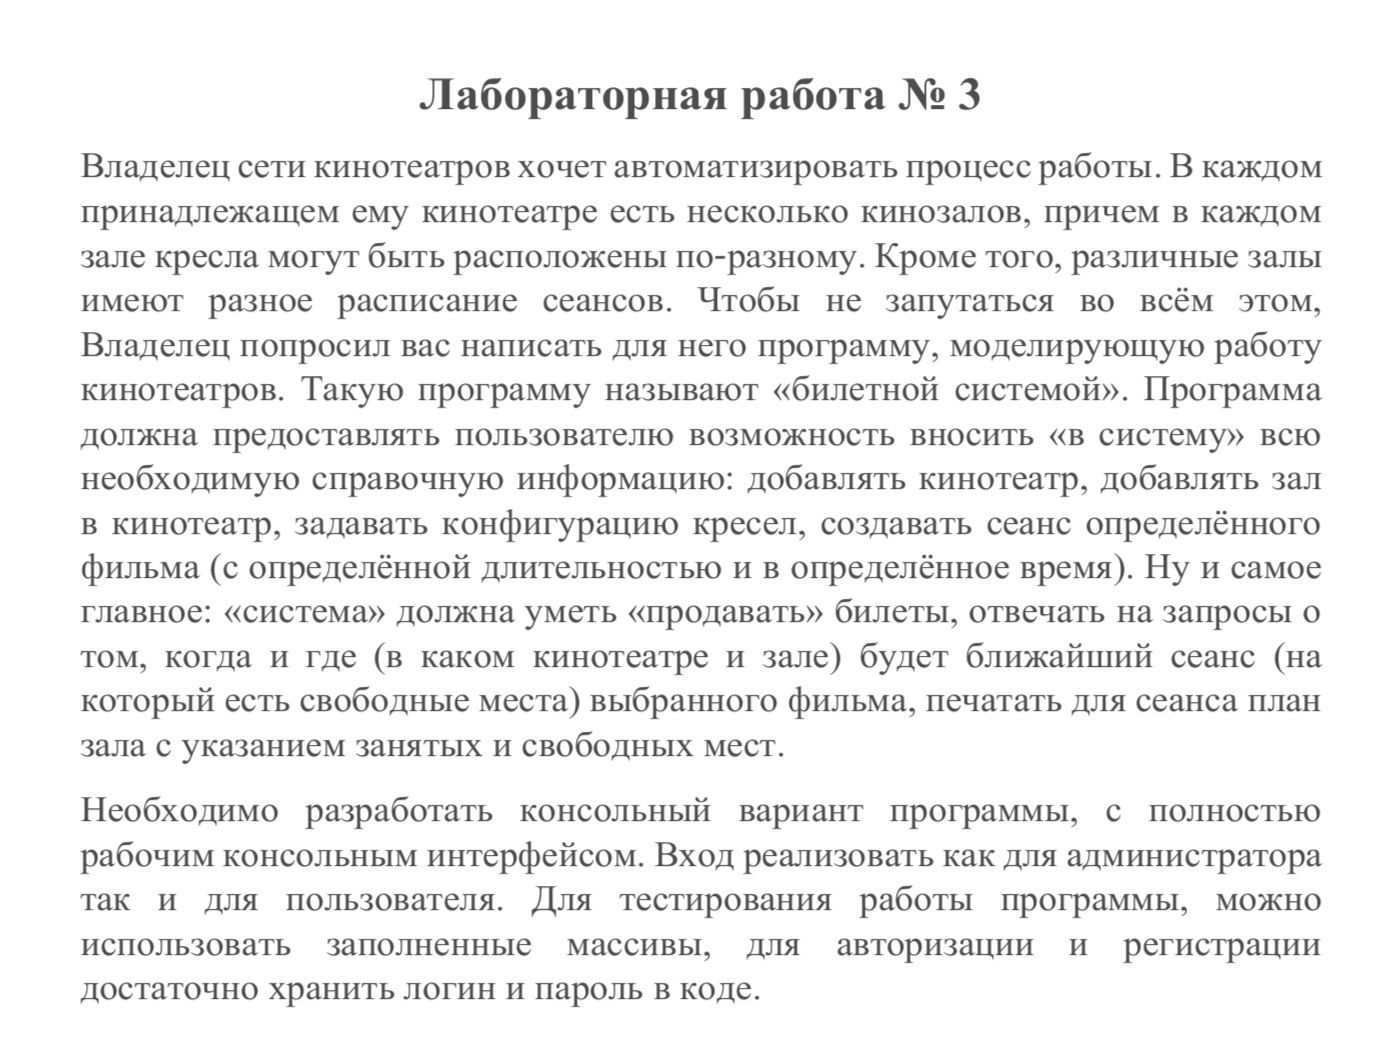 Лабораторная работа № 3
Владелец сети кинотеатров хочет автоматизировать процесс работы. В каждом
принадлежащем ему кинотеатре есть несколько кинозалов, причем в каждом
зале кресла могут быть расположены по-разному. Кроме того, различные залы
имеют разное расписание сеансов. Чтобы не запутаться во всём этом,
Владелец попросил вас написать для него программу, моделирующую работу
кинотеатров. Такую программу называют «билетной системой». Программа
должна предоставлять пользователю возможность вносить «в систему» всю
необходимую справочную информацию: добавлять кинотеатр, добавлять зал
в кинотеатр, задавать конфигурацию кресел, создавать сеанс определённого
фильма (с определённой длительностью и в определённое время). Ну и самое
главное: «система» должна уметь «продавать» билеты, отвечать на запросы о
том, когда и где (в каком кинотеатре и зале) будет ближайший сеанс (на
который есть свободные места) выбранного фильма, печатать для сеанса план
зала с указанием занятых и свободных мест.
Необходимо разработать консольный вариант программы, с полностью
рабочим консольным интерфейсом. Вход реализовать как для администратора
так и для пользователя. Для тестирования работы программы, можно
использовать заполненные массивы, для авторизации и регистрации
достаточно хранить логин и пароль в коде.